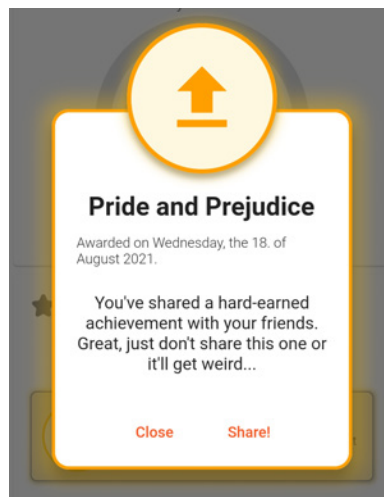 Pride and Prejudice
Awarded on Wednesday, the 18. of
August 2021.
You've shared a hard-earned
achievement with your friends.
Great, just don't share this one or
it'll get weird...
Close Share!